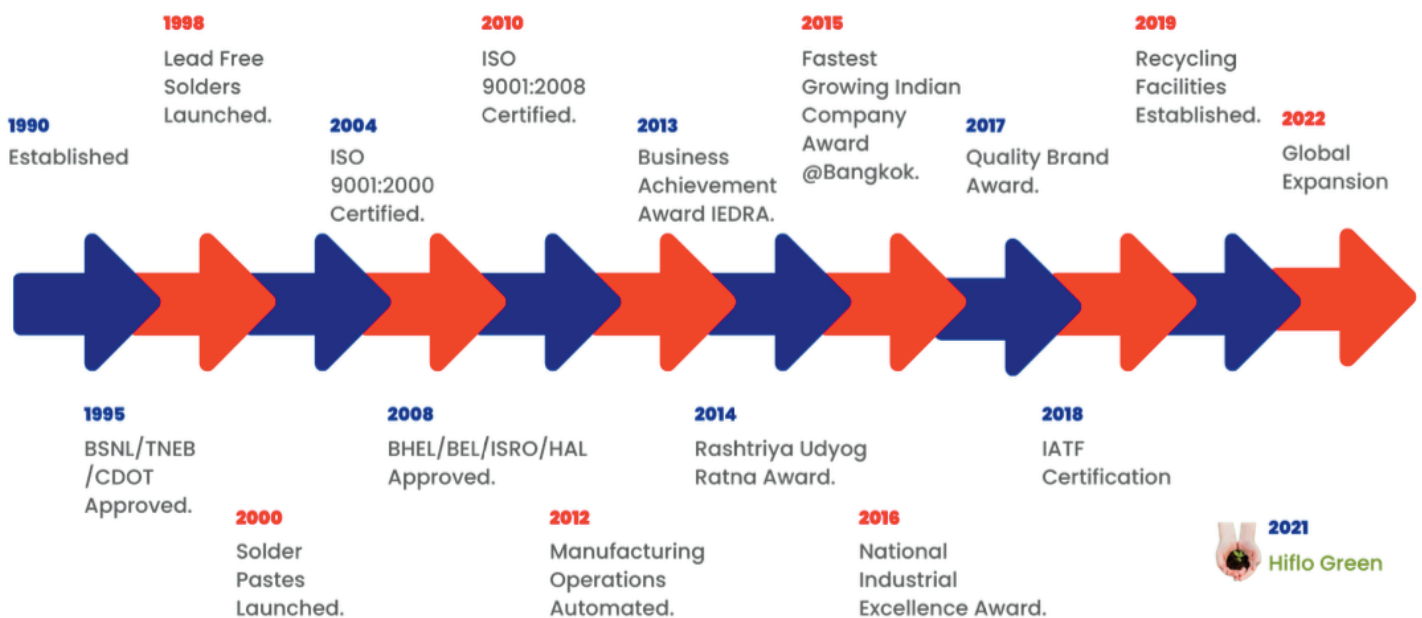 1990
Established
1995
BSNL/TNEB
/CDOT
Approved.
1998
Lead Free
Solders
Launched.
2000
Solder
Pastes
Launched.
2004
ISO
9001:2000
Certified.
2008
BHEL/BEL/ISRO/HAL
Approved.
2010
ISO
9001:2008
Certified.
2012
Manufacturing
Operations
Automated.
2013
Business
Achievement
Award IEDRA.
2014
Rashtriya Udyog
Ratna Award.
2015
Fastest
Growing Indian
Company
Award
@Bangkok.
2016
National
Industrial
Excellence Award.
2017
Quality Brand
Award.
2018
IATF
Certification
2019
Recycling
Facilities
Established.
2021
Hiflo Green
2022
Global
Expansion